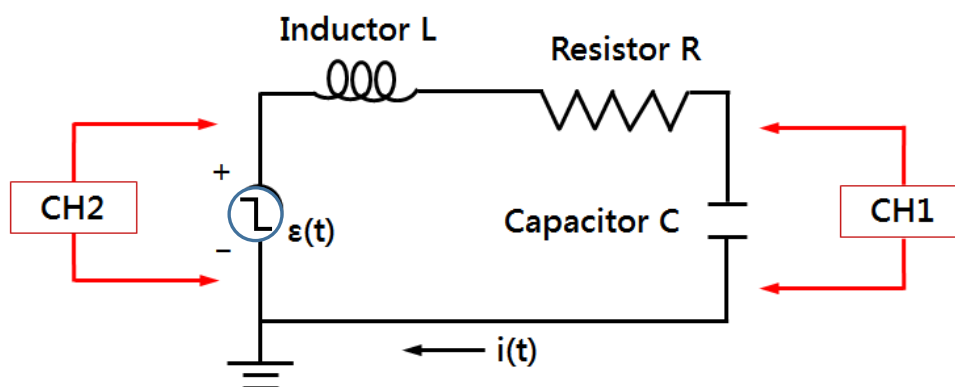 Inductor L
Resistor R
CH2
+
ε(t)
−
Capacitor C
CH1
i(t)